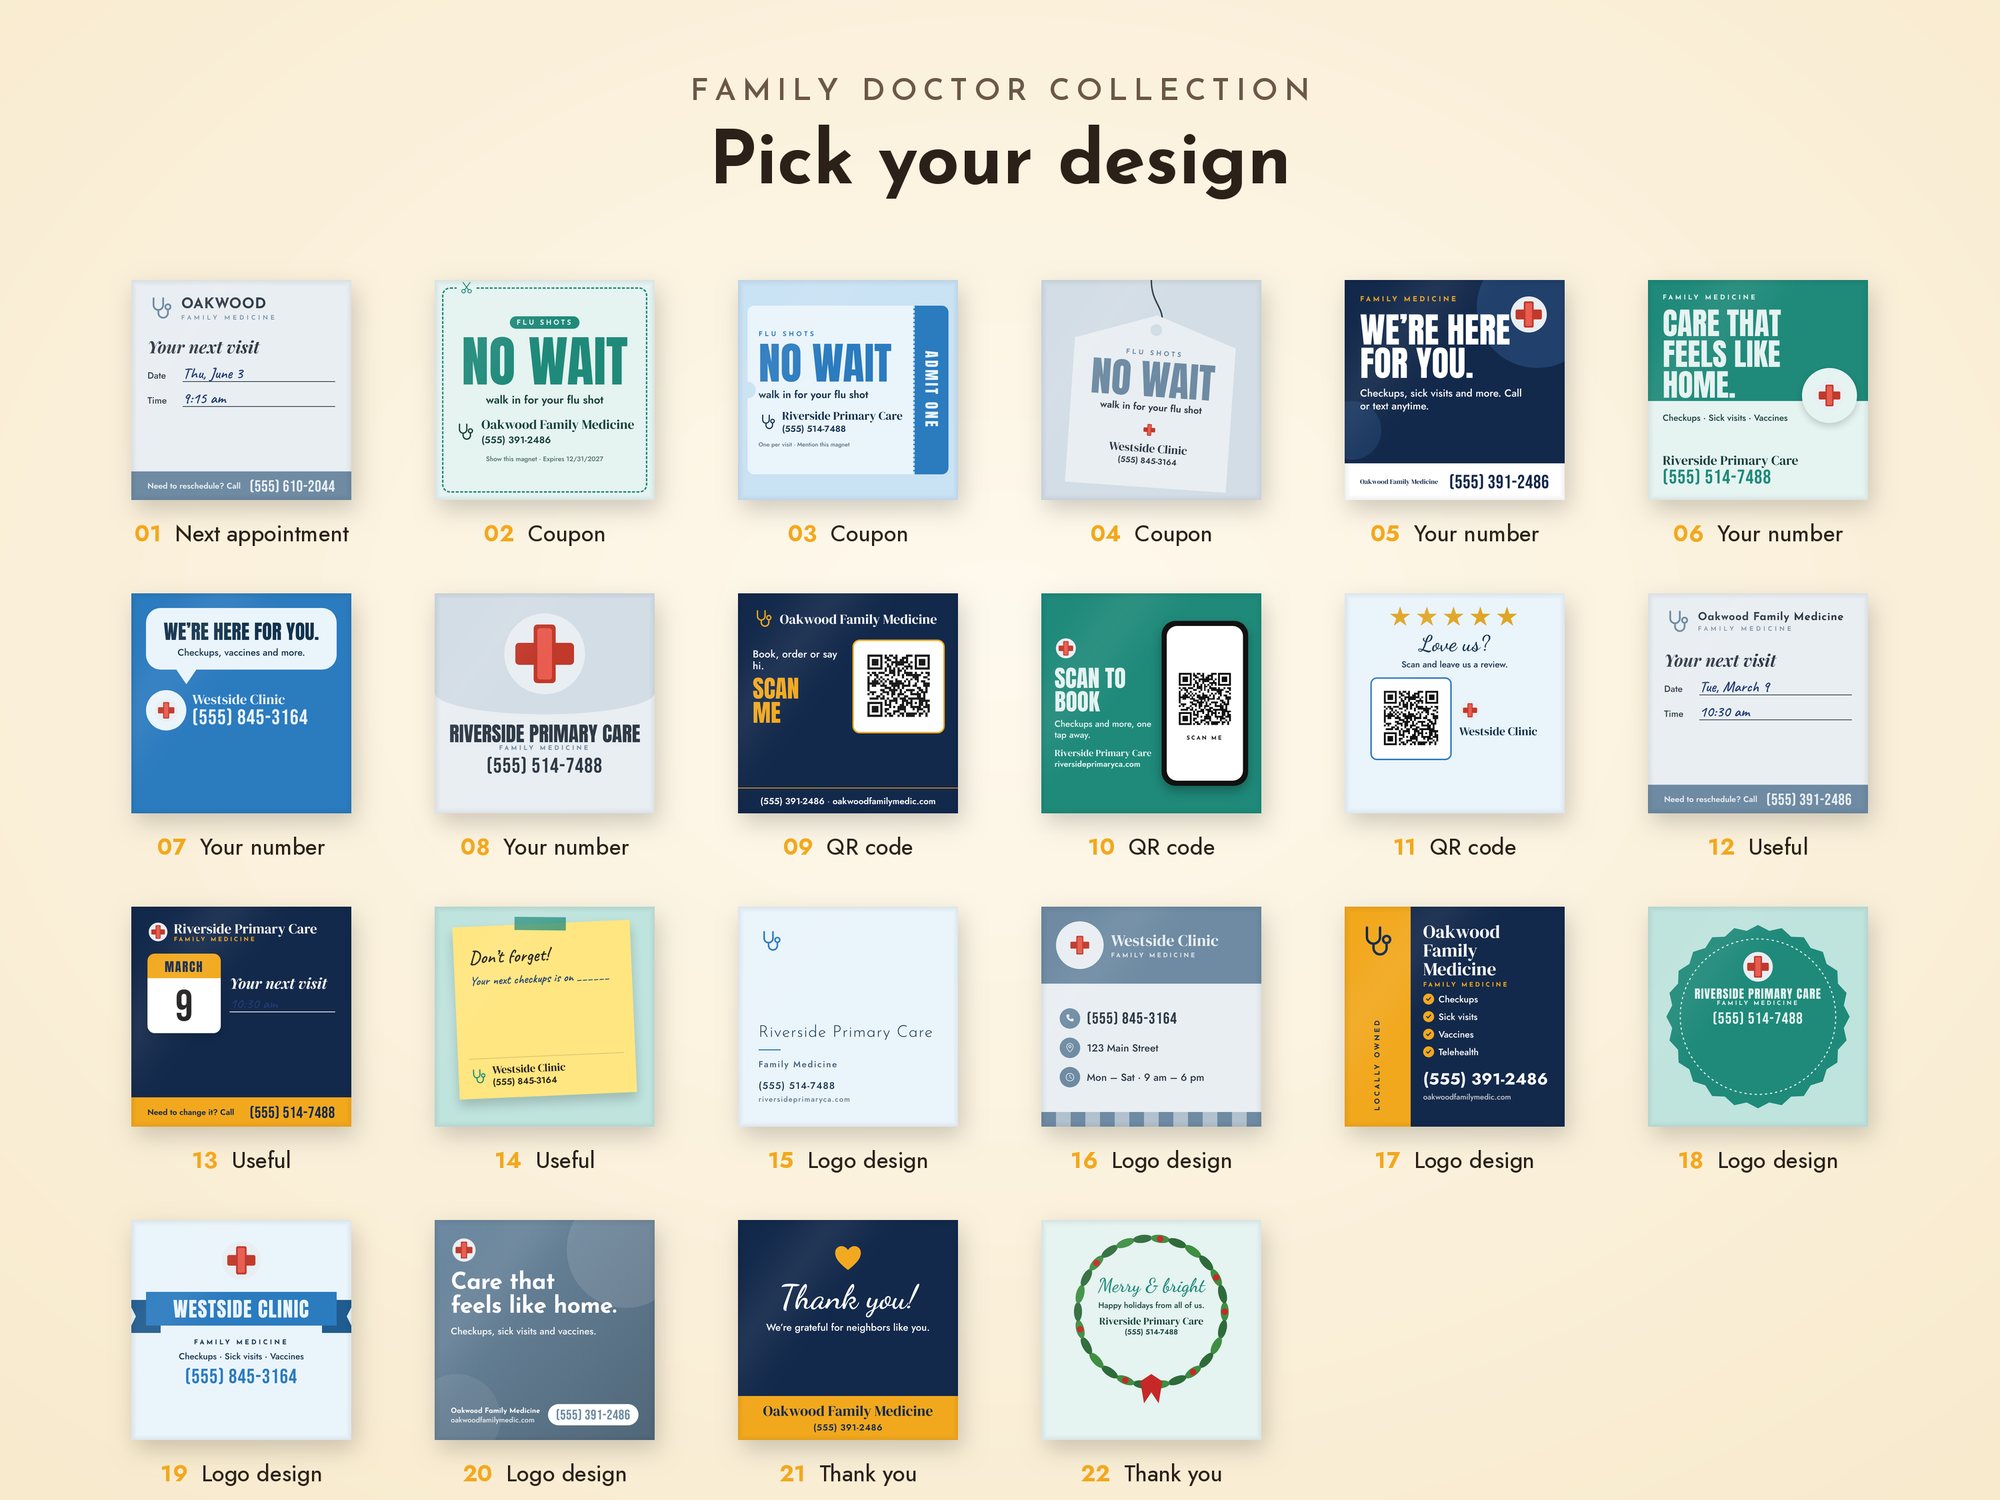 FAMILY DOCTOR COLLECTION
Pick your design
OAKWOOD
FAMILY MEDICINE
Your next visit
Date Thu, June 3
Time 9:15 am
Need to reschedule? Call (555) 610-2044
01 Next appointment
FLU SHOTS
NO WAIT
walk in for your flu shot
Oakwood Family Medicine
(555) 391-2486
Show this magnet · Expires 12/31/2027
02 Coupon
FLU SHOTS
NO WAIT
walk in for your flu shot
Riverside Primary Care
(555) 514-7488
One per visit · Mention this magnet
ADMIT ONE
03 Coupon
FLU SHOTS
NO WAIT
walk in for your flu shot
Westside Clinic
(555) 845-3164
04 Coupon
FAMILY MEDICINE
WE'RE HERE
FOR YOU.
Checkups, sick visits and more. Call
or text anytime.
Oakwood Family Medicine (555) 391-2486
05 Your number
FAMILY MEDICINE
CARE THAT
FEELS LIKE
HOME.
Checkups · Sick visits · Vaccines
Riverside Primary Care
(555) 514-7488
06 Your number
WE'RE HERE FOR YOU.
Checkups, vaccines and more.
Westside Clinic
(555) 845-3164
07 Your number
RIVERSIDE PRIMARY CARE
FAMILY MEDICINE
(555) 514-7488
08 Your number
Oakwood Family Medicine
Book, order or say
hi.
SCAN
ME
(555) 391-2486 · oakwoodfamilymedic.com
09 QR code
SCAN TO
BOOK
Checkups and more, one
tap away.
Riverside Primary Care
riversideprimaryca.com
SCAN ME
10 QR code
Love us?
Scan and leave us a review.
Westside Clinic
11 QR code
Oakwood Family Medicine
FAMILY MEDICINE
Your next visit
Date Tue, March 9
Time 10:30 am
Need to reschedule? Call (555) 391-2486
12 Useful
Riverside Primary Care
FAMILY MEDICINE
MARCH
9
Your next visit
10:30 am
Need to change it? Call (555) 514-7488
13 Useful
Don't forget!
Your next checkups is on ______
Westside Clinic
(555) 845-3164
14 Useful
Riverside Primary Care
Family Medicine
(555) 514-7488
riversideprimaryca.com
15 Logo design
Westside Clinic
FAMILY MEDICINE
(555) 845-3164
123 Main Street
Mon – Sat · 9 am – 6 pm
16 Logo design
LOCALLY OWNED
Oakwood
Family
Medicine
FAMILY MEDICINE
Checkups
Sick visits
Vaccines
Telehealth
(555) 391-2486
oakwoodfamilymedic.com
17 Logo design
RIVERSIDE PRIMARY CARE
FAMILY MEDICINE
(555) 514-7488
18 Logo design
WESTSIDE CLINIC
FAMILY MEDICINE
Checkups · Sick visits · Vaccines
(555) 845-3164
19 Logo design
Care that
feels like home.
Checkups, sick visits and vaccines.
Oakwood Family Medicine
oakwoodfamilymedic.com
(555) 391-2486
20 Logo design
Thank you!
We're grateful for neighbors like you.
Oakwood Family Medicine
(555) 391-2486
21 Thank you
Merry & bright
Happy holidays from all of us.
Riverside Primary Care
(555) 514-7488
22 Thank you